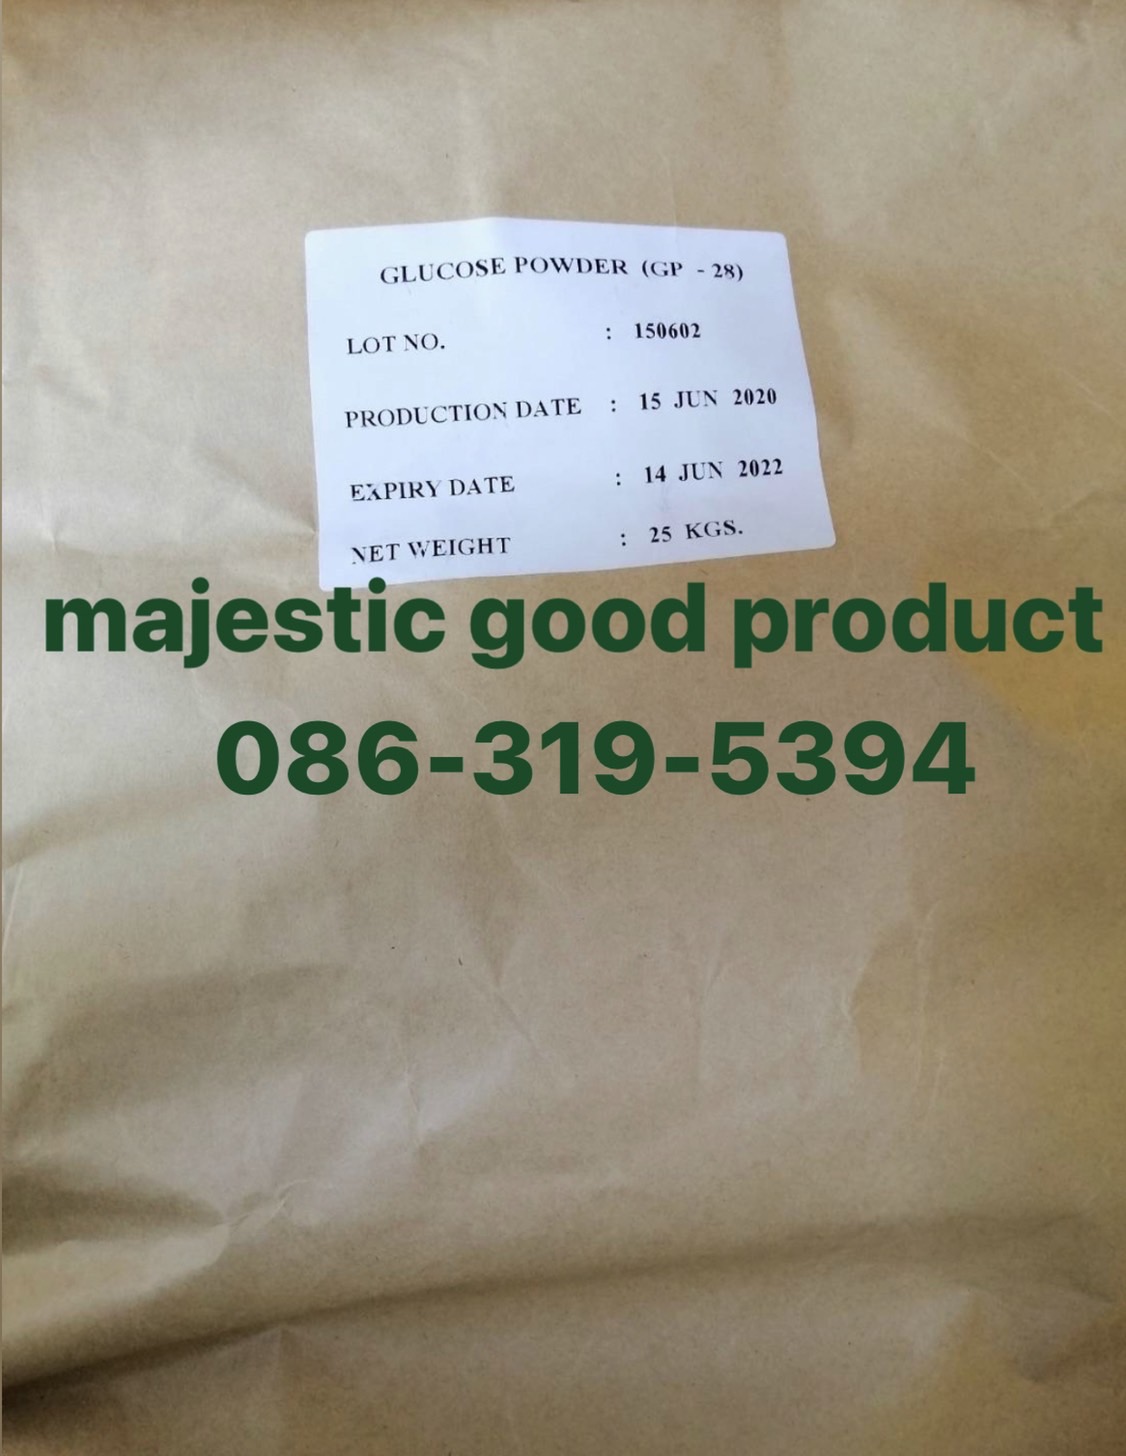 GLUCOSE POWDER (GP - 28)
LOT NO. : 150602
PRODUCTION DATE : 15 JUN 2020
EXPIRY DATE : 14 JUN 2022
NET WEIGHT : 25 KGS.
majestic good product
086-319-5394